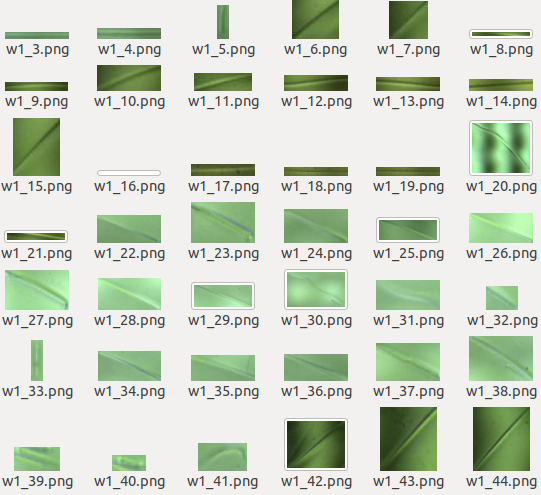 w1_3.png w1_4.png w1_5.png w1_6.png w1_7.png w1_8.png
w1_9.png w1_10.png w1_11.png w1_12.png w1_13.png w1_14.png
w1_15.png w1_16.png w1_17.png w1_18.png w1_19.png w1_20.png
w1_21.png w1_22.png w1_23.png w1_24.png w1_25.png w1_26.png
w1_27.png w1_28.png w1_29.png w1_30.png w1_31.png w1_32.png
w1_33.png w1_34.png w1_35.png w1_36.png w1_37.png w1_38.png
w1_39.png w1_40.png w1_41.png w1_42.png w1_43.png w1_44.png